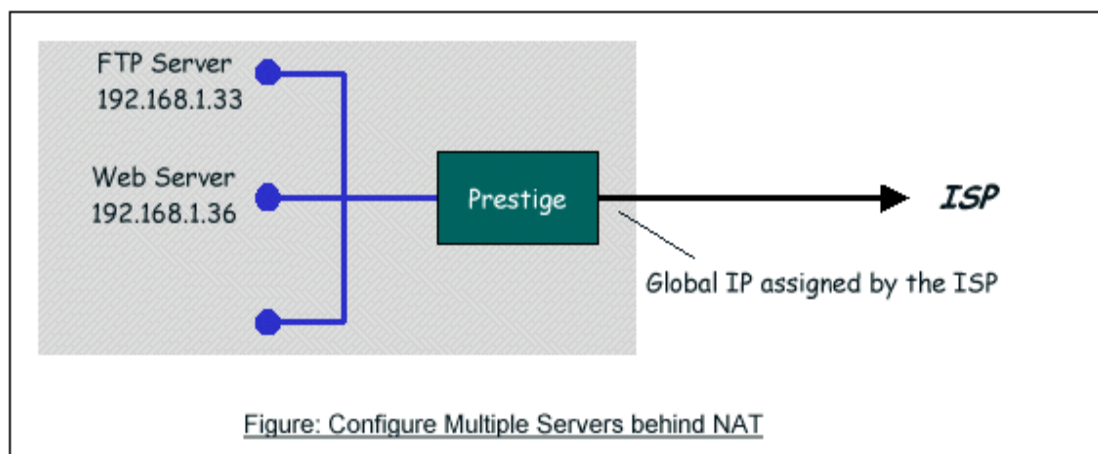 FTP Server
192.168.1.33
Web Server
192.168.1.36
Prestige
ISP
Global IP assigned by the ISP
Figure: Configure Multiple Servers behind NAT